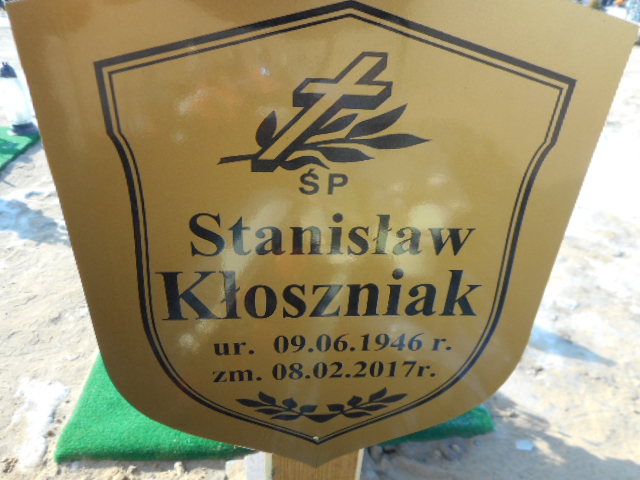 ŚP
Stanisław
Kłoszniak
ur. 09.06.1946 r.
zm. 08.02.2017r.